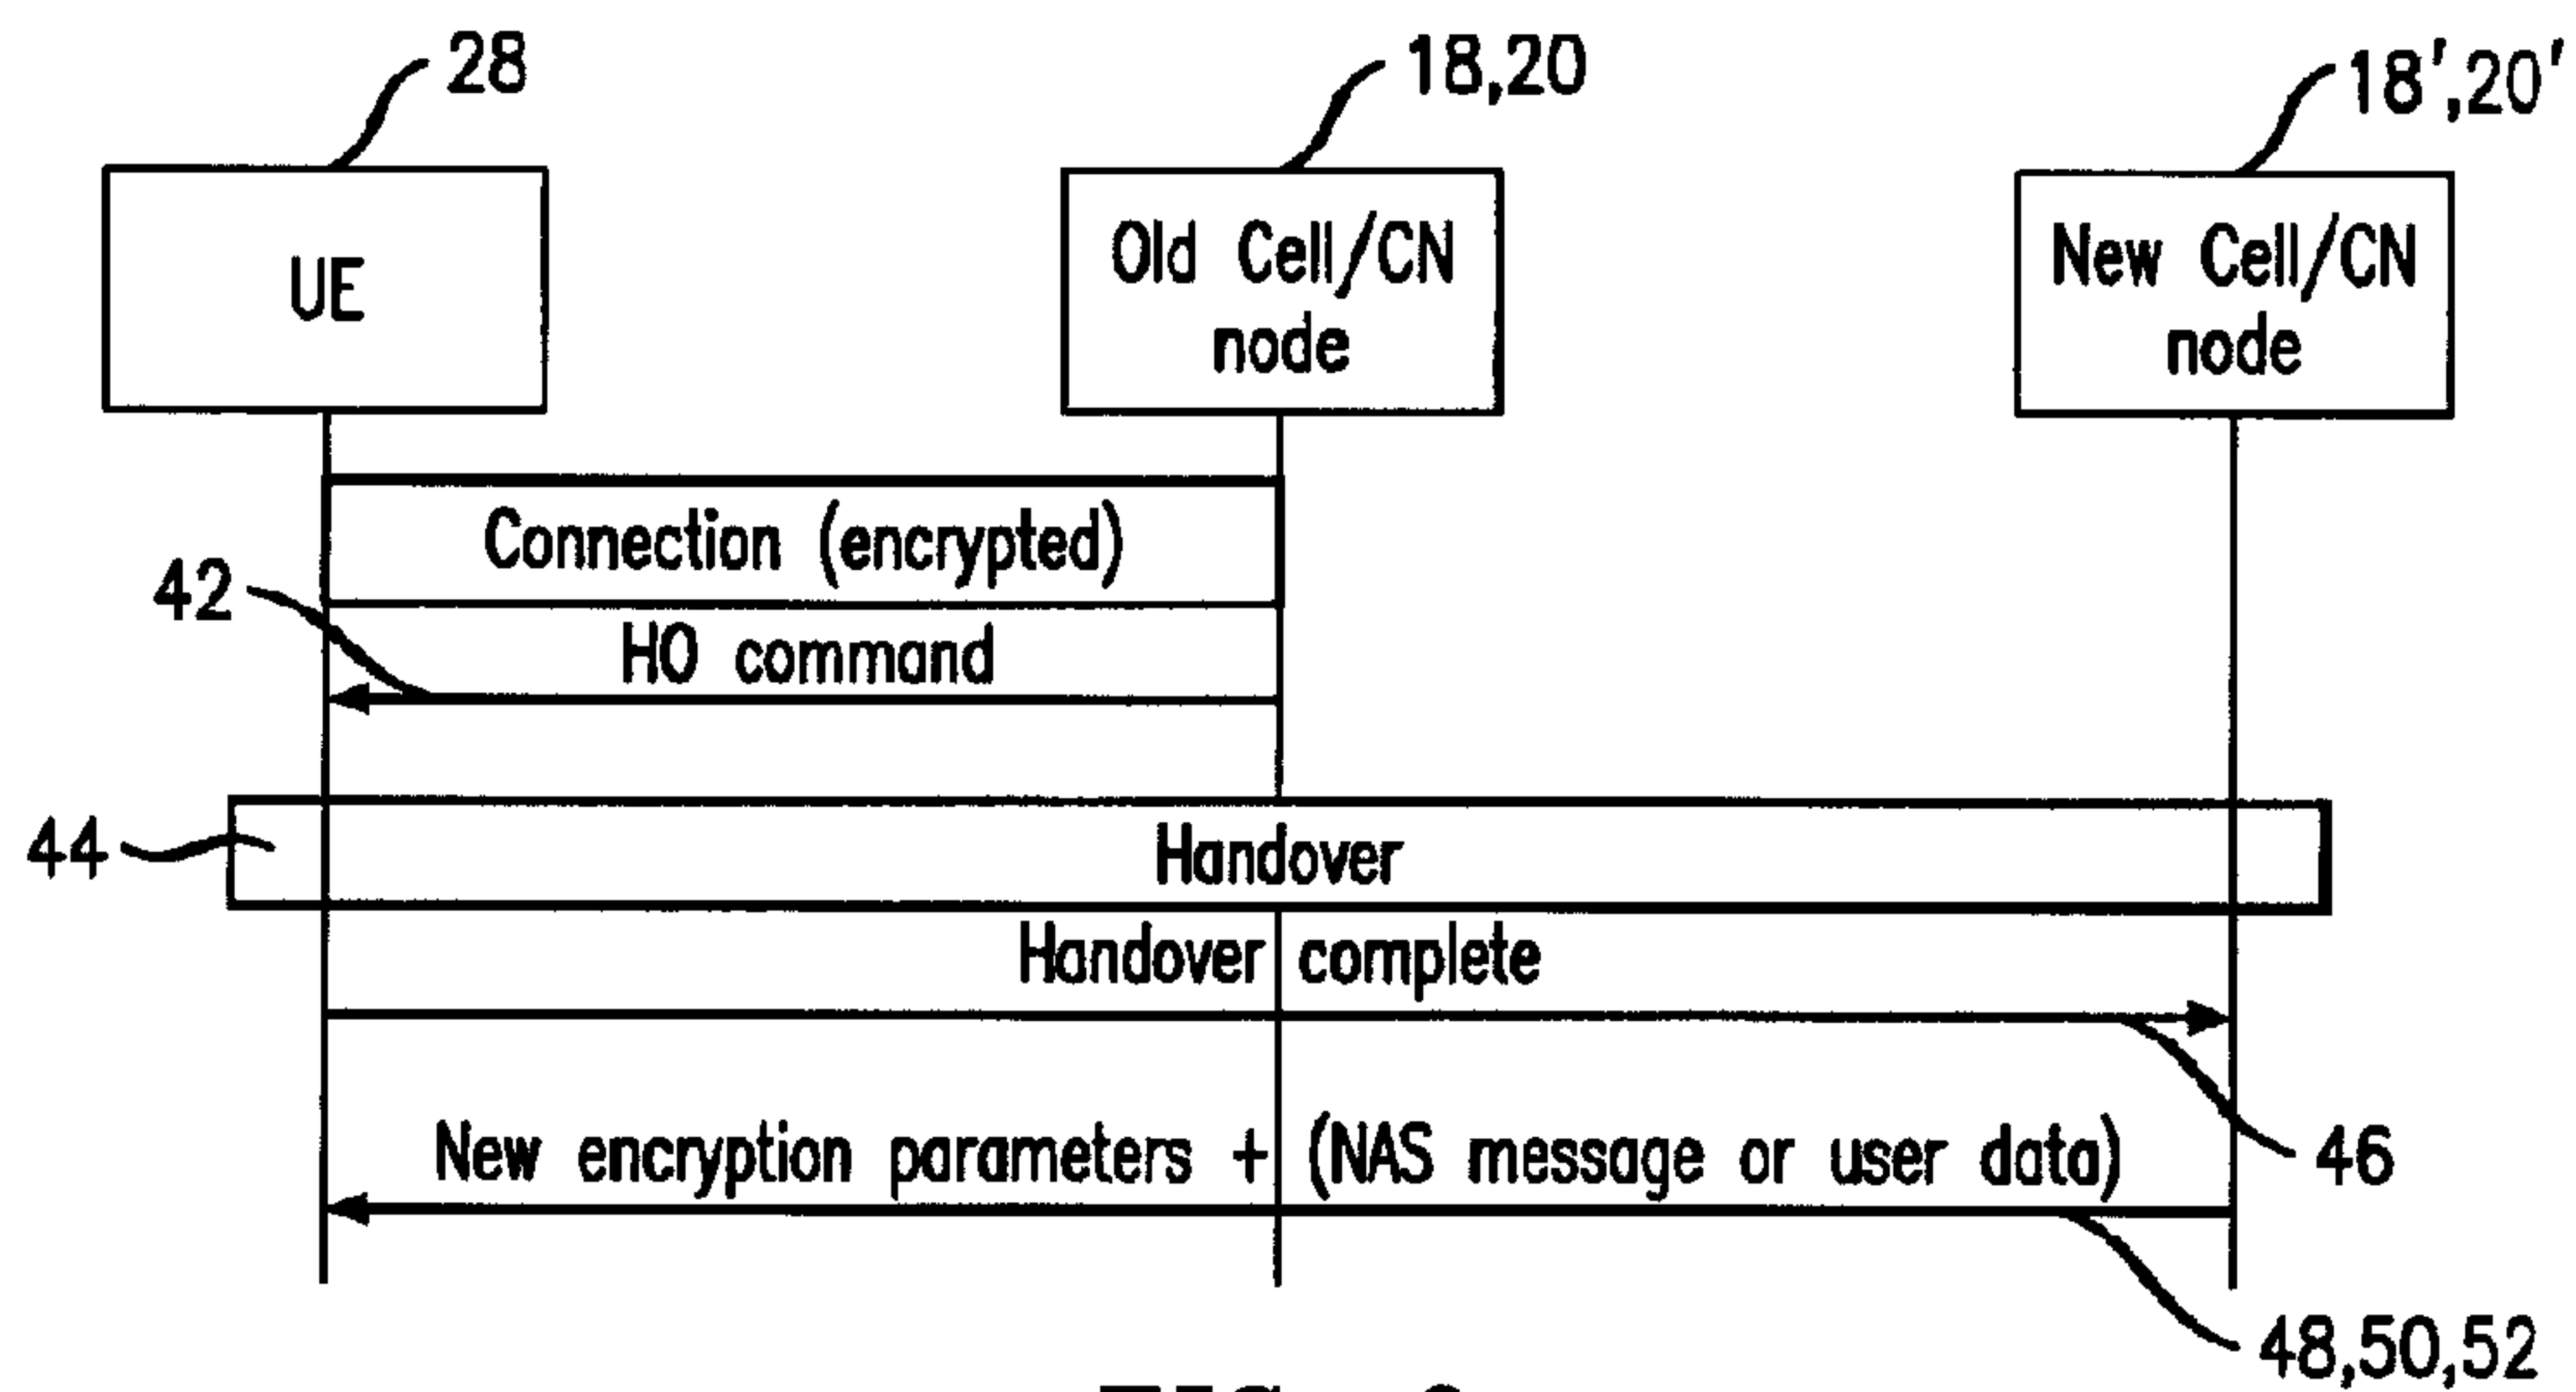 28
18,20
18',20'
UE
Old Cell/CN
node
New Cell/CN
node
Connection (encrypted)
42
HO command
44
Handover
Handover complete
46
New encryption parameters + (NAS message or user data)
48,50,52